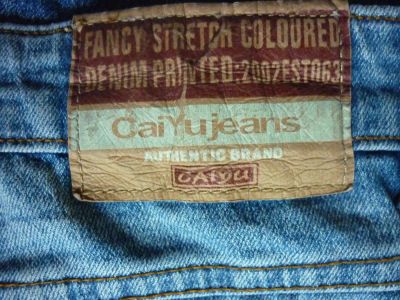 FANCY STRETCH COLOURED
DENIM PRINTED-2002EST063
CaiYujeans
AUTHENTIC BRAND
CAIYU